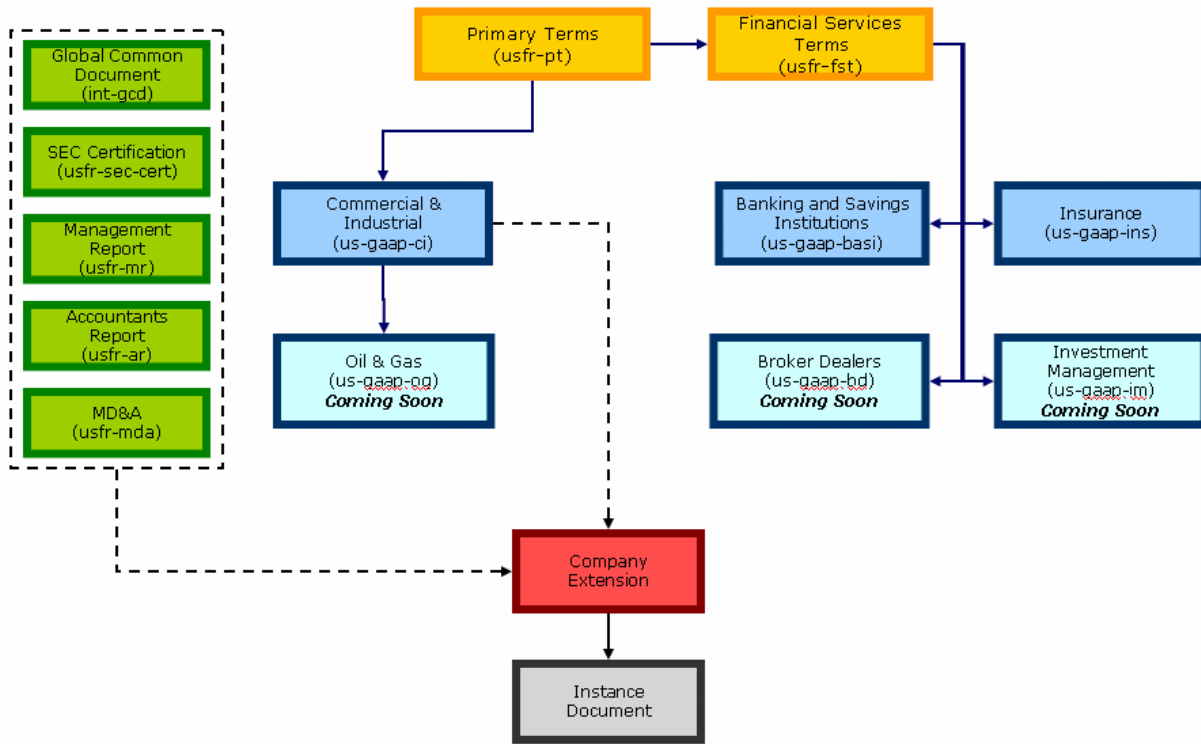 Global Common
Document
(int-gcd)
SEC Certification
(usfr-sec-cert)
Management
Report
(usfr-mr)
Accountants
Report
(usfr-ar)
MD&A
(usfr-mda)
Primary Terms
(usfr-pt)
Financial Services
Terms
(usfr-fst)
Commercial &
Industrial
(us-gaap-ci)
Banking and Savings
Institutions
(us-gaap-basi)
Insurance
(us-gaap-ins)
Oil & Gas
(us-gaap-og)
Coming Soon
Broker Dealers
(us-gaap-bd)
Coming Soon
Investment
Management
(us-gaap-im)
Coming Soon
Company
Extension
Instance
Document